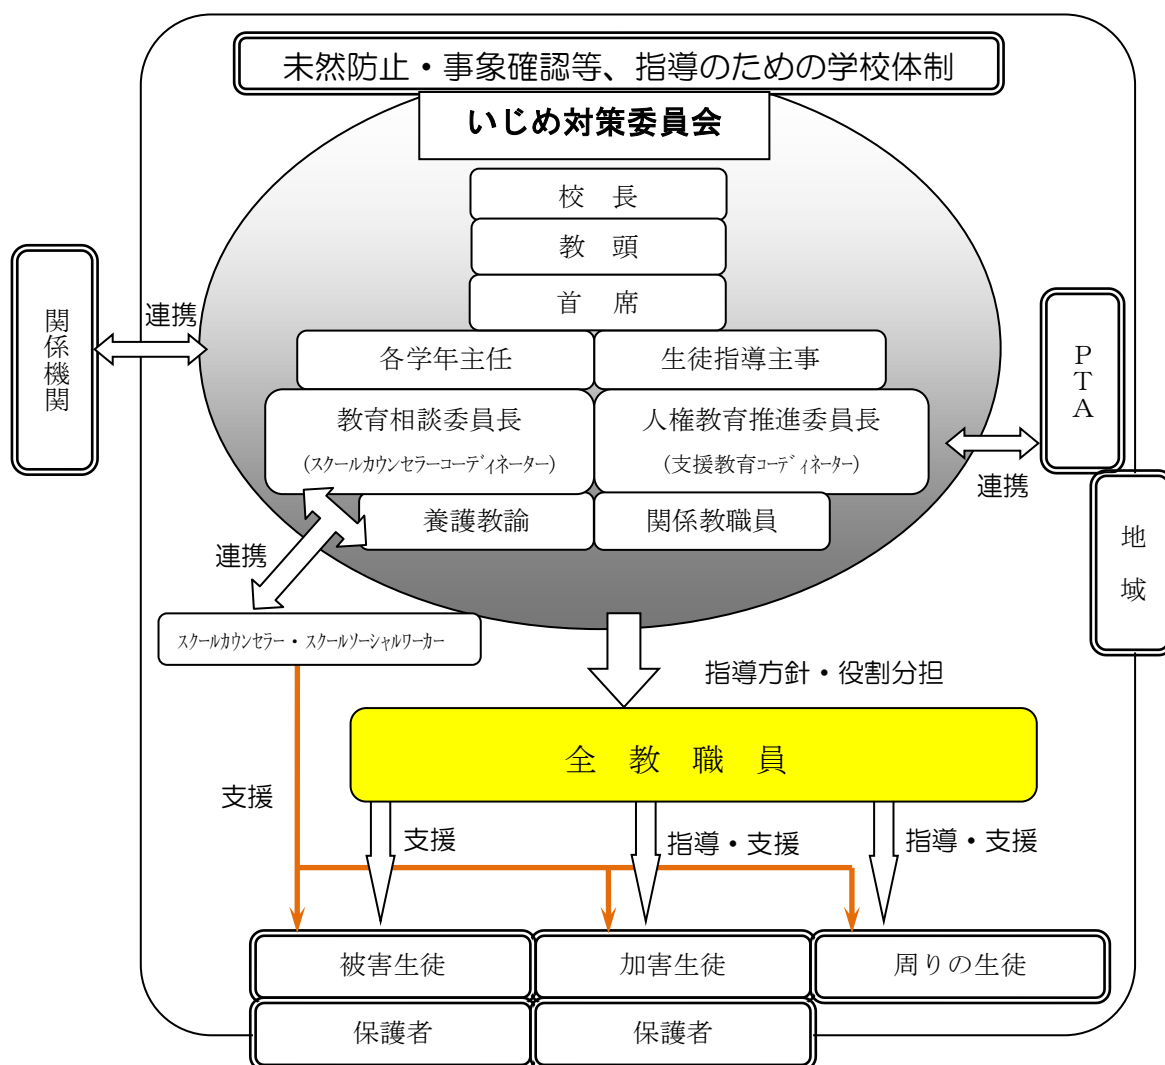 未然防止・事象確認等、指導のための学校体制
いじめ対策委員会
校　長
教　頭
首　席
各学年主任
生徒指導主事
教育相談委員長
(スクールカウンセラーコーディネーター)
人権教育推進委員長
(支援教育コーディネーター)
養護教諭
関係教職員
関係機関
連携
PTA
連携
地域
連携
スクールカウンセラー・スクールソーシャルワーカー
指導方針・役割分担
全　教　職　員
支援
支援
指導・支援
指導・支援
被害生徒
加害生徒
周りの生徒
保護者
保護者